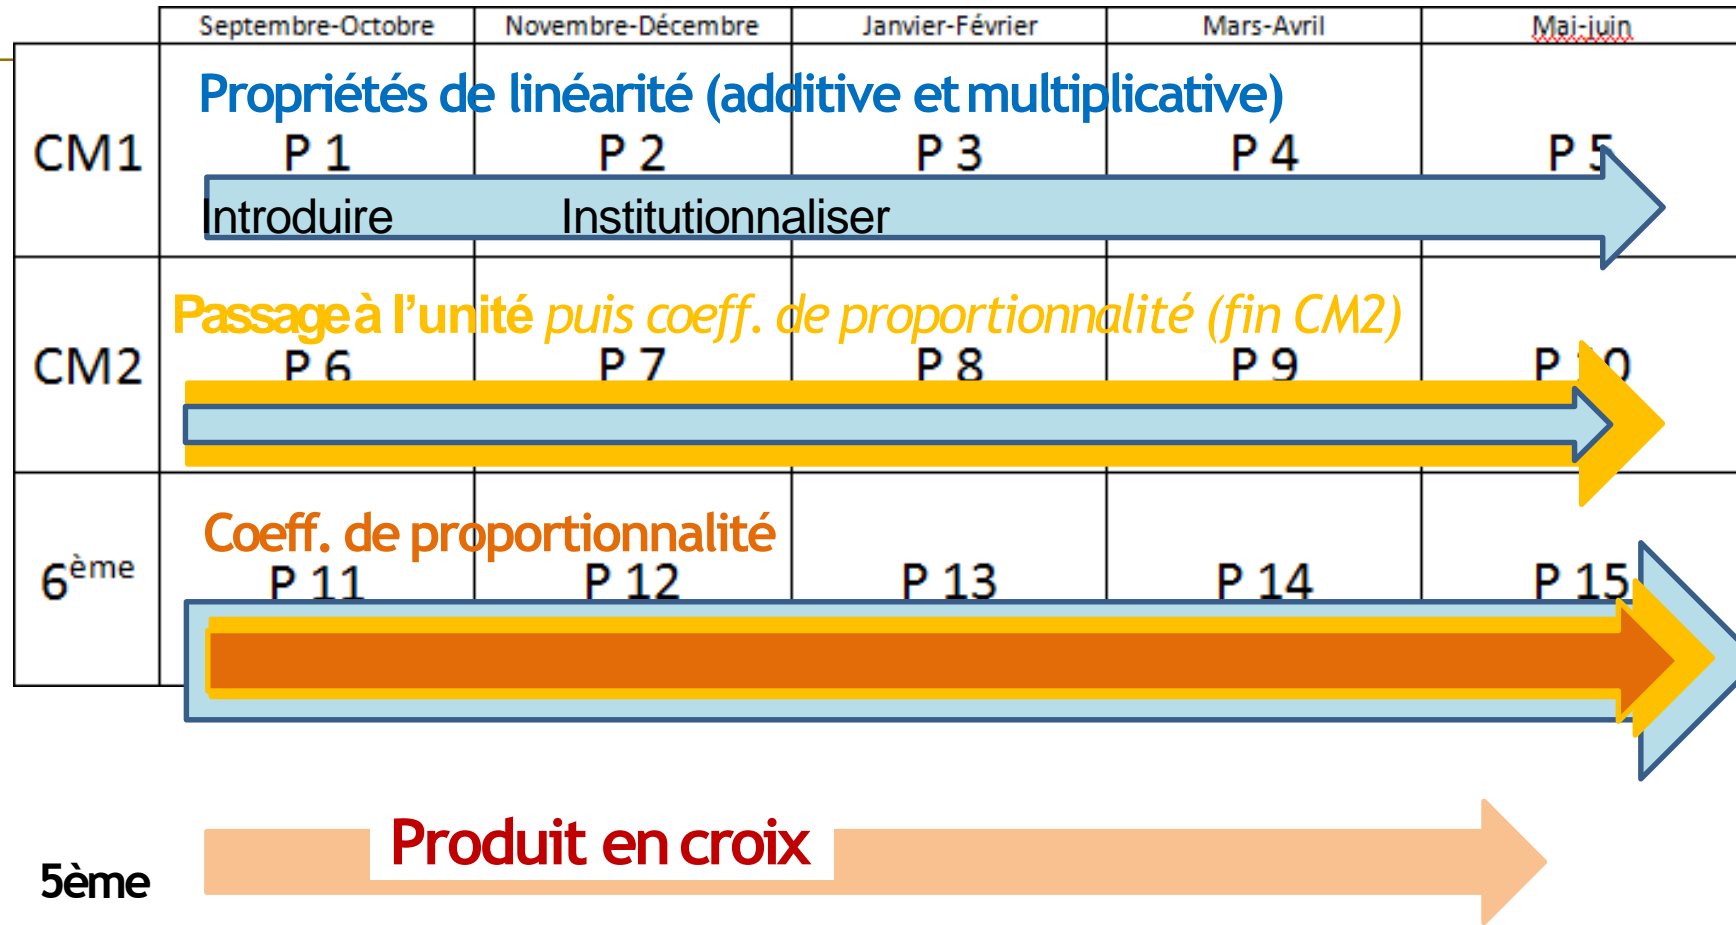 Septembre-Octobre Novembre-Décembre Janvier-Février Mars-Avril Mai-juin
Propriétés de linéarité (additive et multiplicative)
CM1 P 1 P 2 P 3 P 4 P 5
Introduire Institutionnaliser
Passage à l’unité puis coeff. de proportionnalité (fin CM2)
CM2 P 6 P 7 P 8 P 9 P 10
Coeff. de proportionnalité
6ème P 11 P 12 P 13 P 14 P 15
Produit en croix
5ème